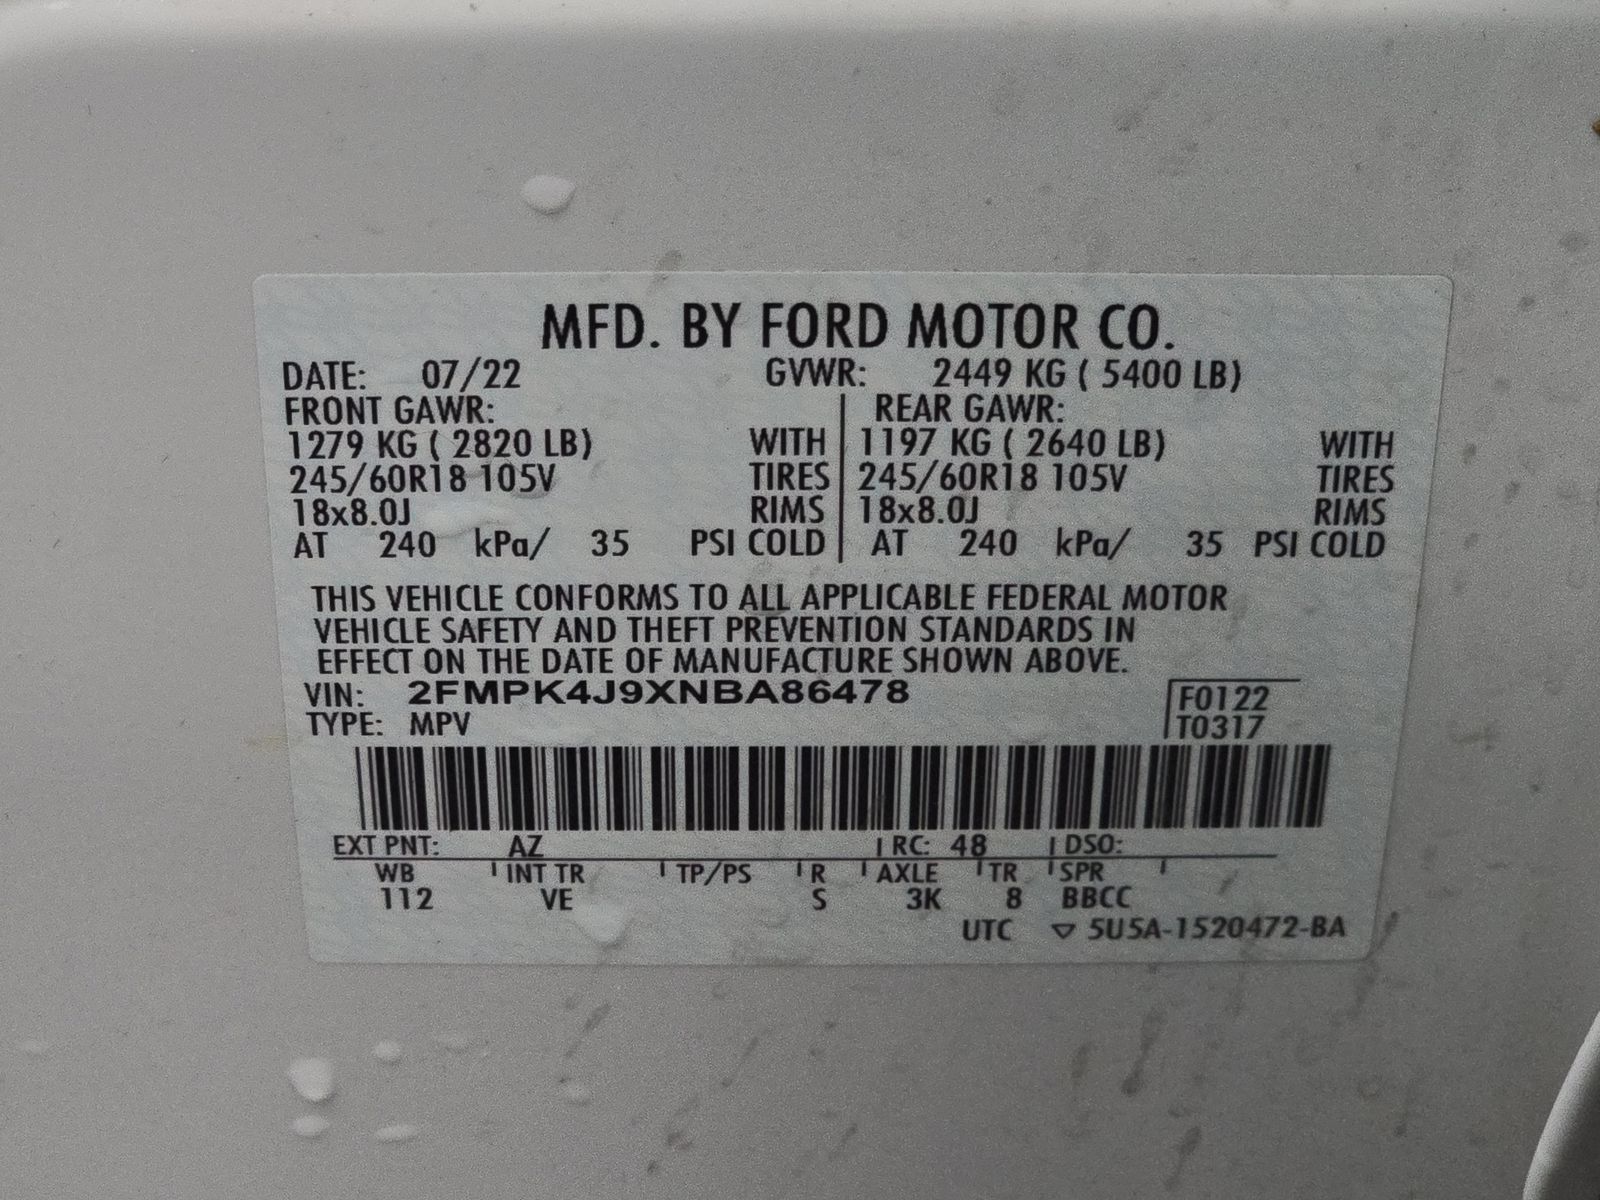 MFD. BY FORD MOTOR CO.
DATE: 07/22 GVWR: 2449 KG ( 5400 LB)
FRONT GAWR: REAR GAWR:
1279 KG ( 2820 LB) WITH 1197 KG ( 2640 LB) WITH
245/60R18 105V TIRES 245/60R18 105V TIRES
18x8.0J RIMS 18x8.0J RIMS
AT 240 kPa/ 35 PSI COLD AT 240 kPa/ 35 PSI COLD
THIS VEHICLE CONFORMS TO ALL APPLICABLE FEDERAL MOTOR
VEHICLE SAFETY AND THEFT PREVENTION STANDARDS IN
EFFECT ON THE DATE OF MANUFACTURE SHOWN ABOVE.
VIN: 2FMPK4J9XNBA86478 F0122
TYPE: MPV T0317
EXT PNT: AZ RC: 48 DSO:
WB INT TR TP/PS R AXLE TR SPR
112 VE S 3K 8 BBCC
UTC ▽ 5U5A-1520472-BA